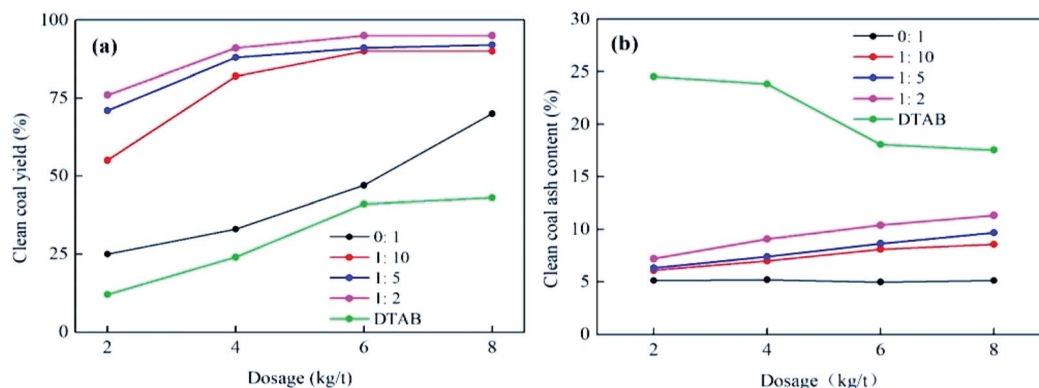 (a)
Clean coal yield (%)
100
75
50
25
0
2 4 6 8
Dosage (kg/t)
0: 1
1: 10
1: 5
1: 2
DTAB
(b)
Clean coal ash content (%)
30
25
20
15
10
5
0
2 4 6 8
Dosage（kg/t）
0: 1
1: 10
1: 5
1: 2
DTAB